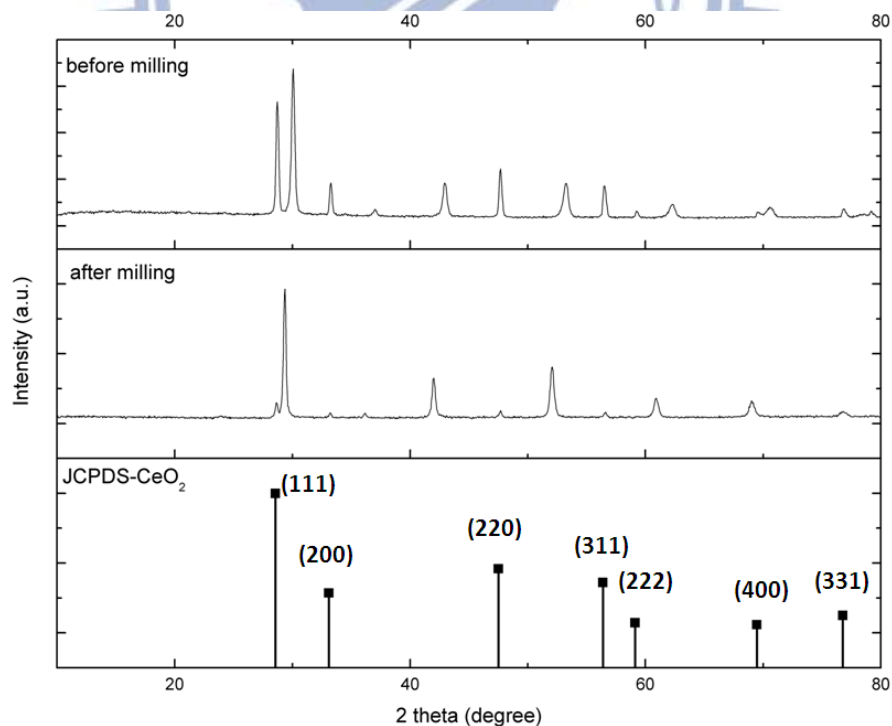 20 40 60 80
before milling
after milling
Intensity (a.u.)
JCPDS-CeO₂
(111)
(200)
(220)
(311)
(222)
(400)
(331)
20 40 60 80
2 theta (degree)